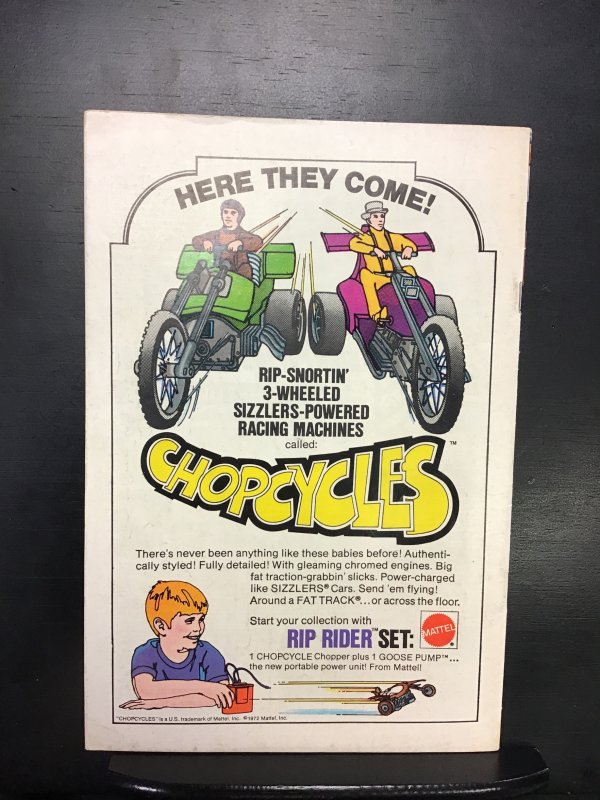 HERE THEY COME!
RIP-SNORTIN'
3-WHEELED
SIZZLERS-POWERED
RACING MACHINES
called:
CHOPCYCLES™
There's never been anything like these babies before! Authenti-
cally styled! Fully detailed! With gleaming chromed engines. Big
fat traction-grabbin' slicks. Power-charged
like SIZZLERS® Cars. Send 'em flying!
Around a FAT TRACK®...or across the floor.
Start your collection with
RIP RIDER™ SET:
MATTEL
1 CHOPCYCLE Chopper plus 1 GOOSE PUMP™...
the new portable power unit! From Mattel!
"CHOPCYCLES" is a U.S. trademark of Mattel, Inc. ©1972 Mattel, Inc.